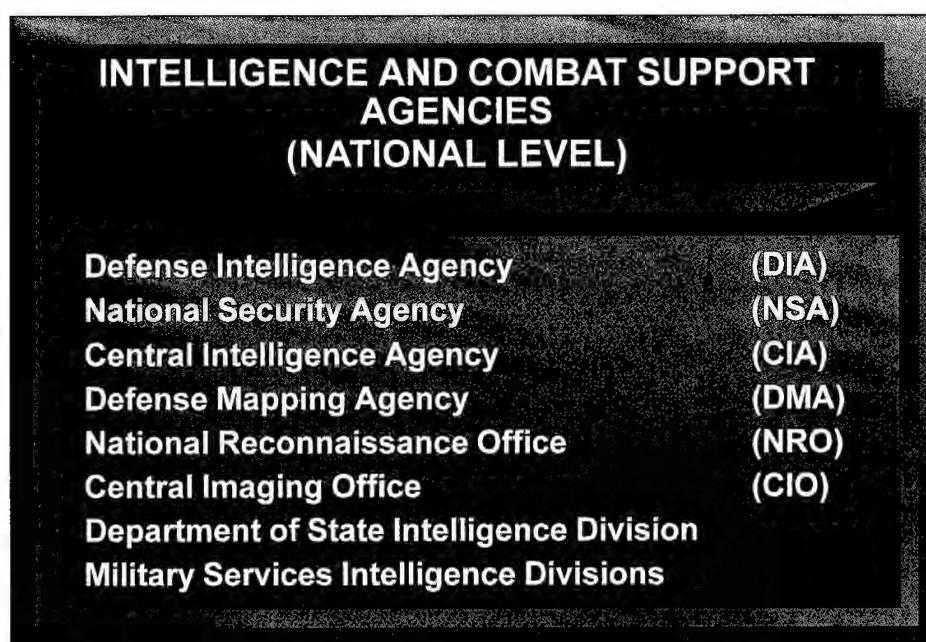 INTELLIGENCE AND COMBAT SUPPORT
AGENCIES
(NATIONAL LEVEL)
Defense Intelligence Agency (DIA)
National Security Agency (NSA)
Central Intelligence Agency (CIA)
Defense Mapping Agency (DMA)
National Reconnaissance Office (NRO)
Central Imaging Office (CIO)
Department of State Intelligence Division
Military Services Intelligence Divisions